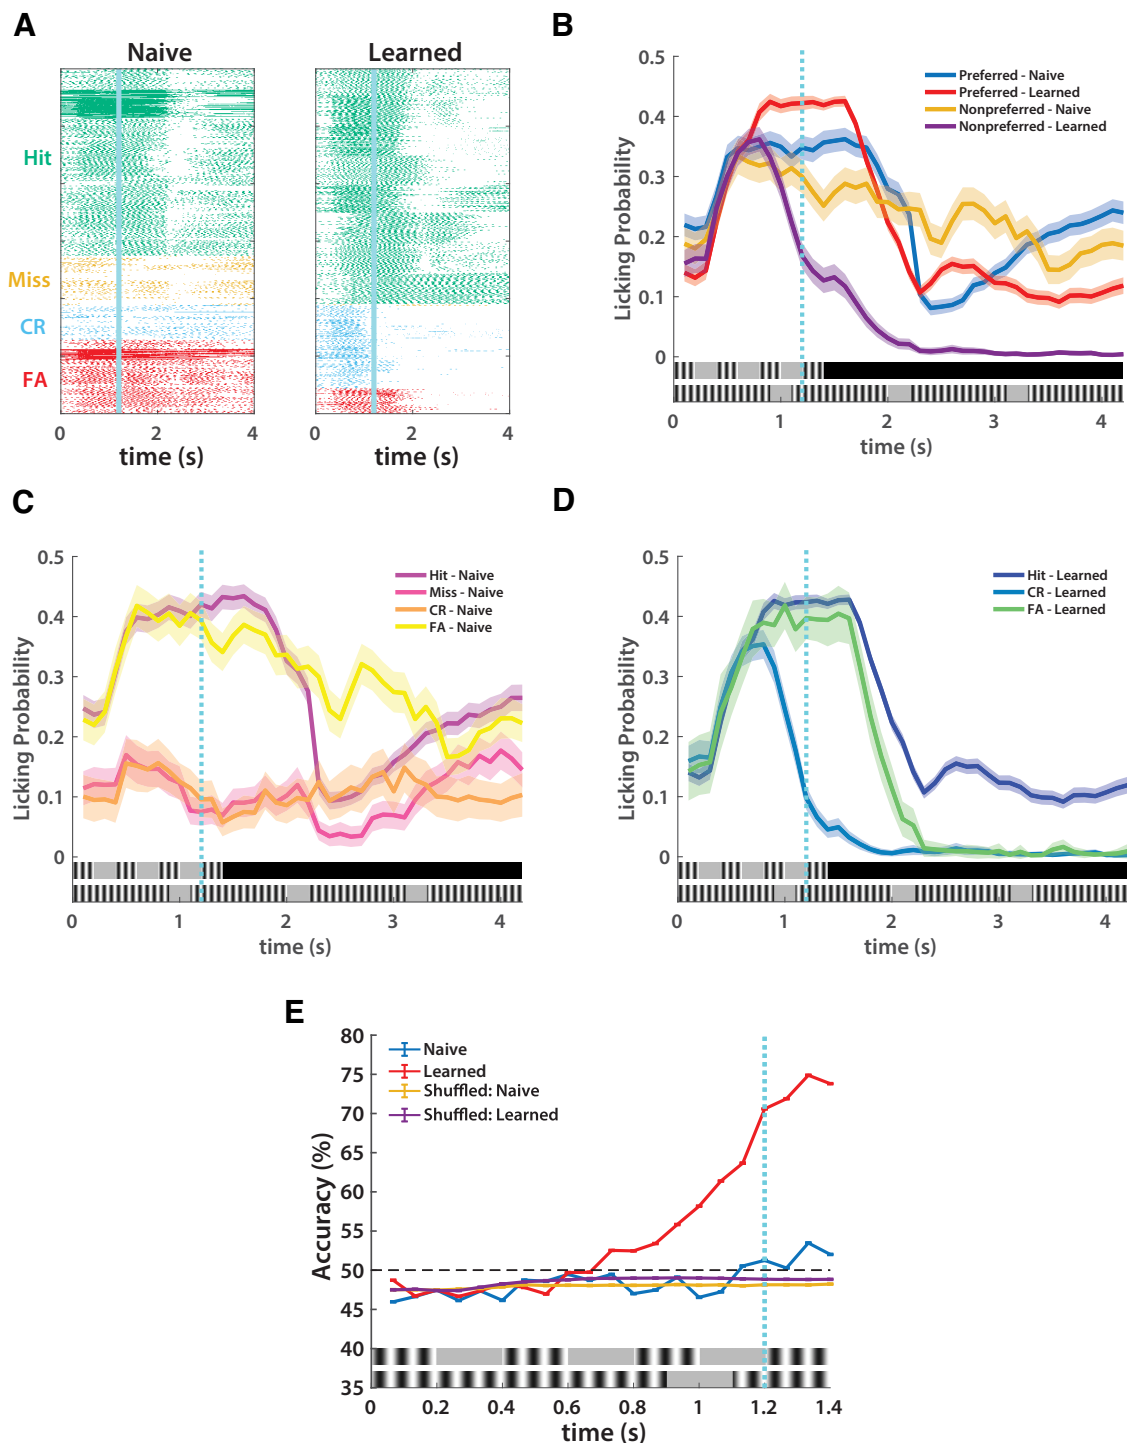 A
Naive
Learned
Hit
Miss
CR
FA
0
2
4
0
2
4
time (s)
time (s)
B
0.5
0.4
0.3
0.2
0.1
0
Licking Probability
Preferred - Naive
Preferred - Learned
Nonpreferred - Naive
Nonpreferred - Learned
0
1
2
3
4
time (s)
C
0.5
0.4
0.3
0.2
0.1
0
Licking Probability
Hit - Naive
Miss - Naive
CR - Naive
FA - Naive
0
1
2
3
4
time (s)
D
0.5
0.4
0.3
0.2
0.1
0
Licking Probability
Hit - Learned
CR - Learned
FA - Learned
0
1
2
3
4
time (s)
E
80
75
70
65
60
55
50
45
40
35
Accuracy (%)
Naive
Learned
Shuffled: Naive
Shuffled: Learned
0
0.2
0.4
0.6
0.8
1
1.2
1.4
time (s)